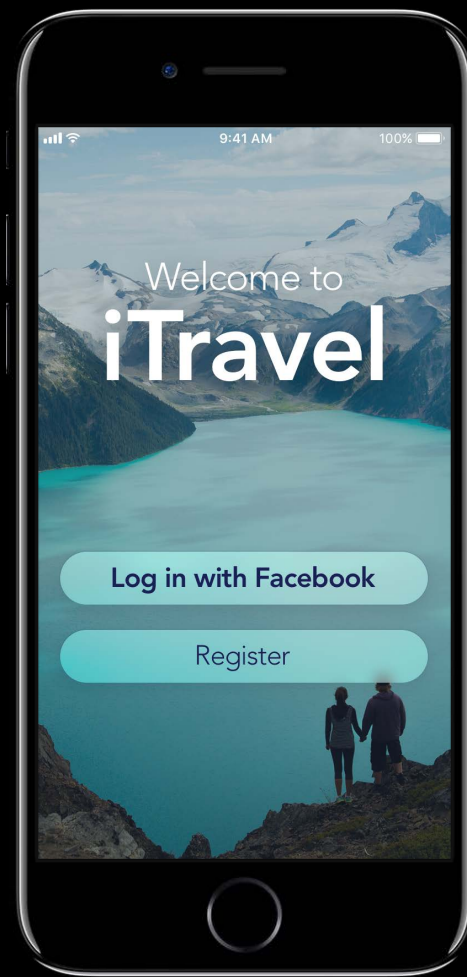 9:41 AM 100%
Welcome to
iTravel
Log in with Facebook
Register